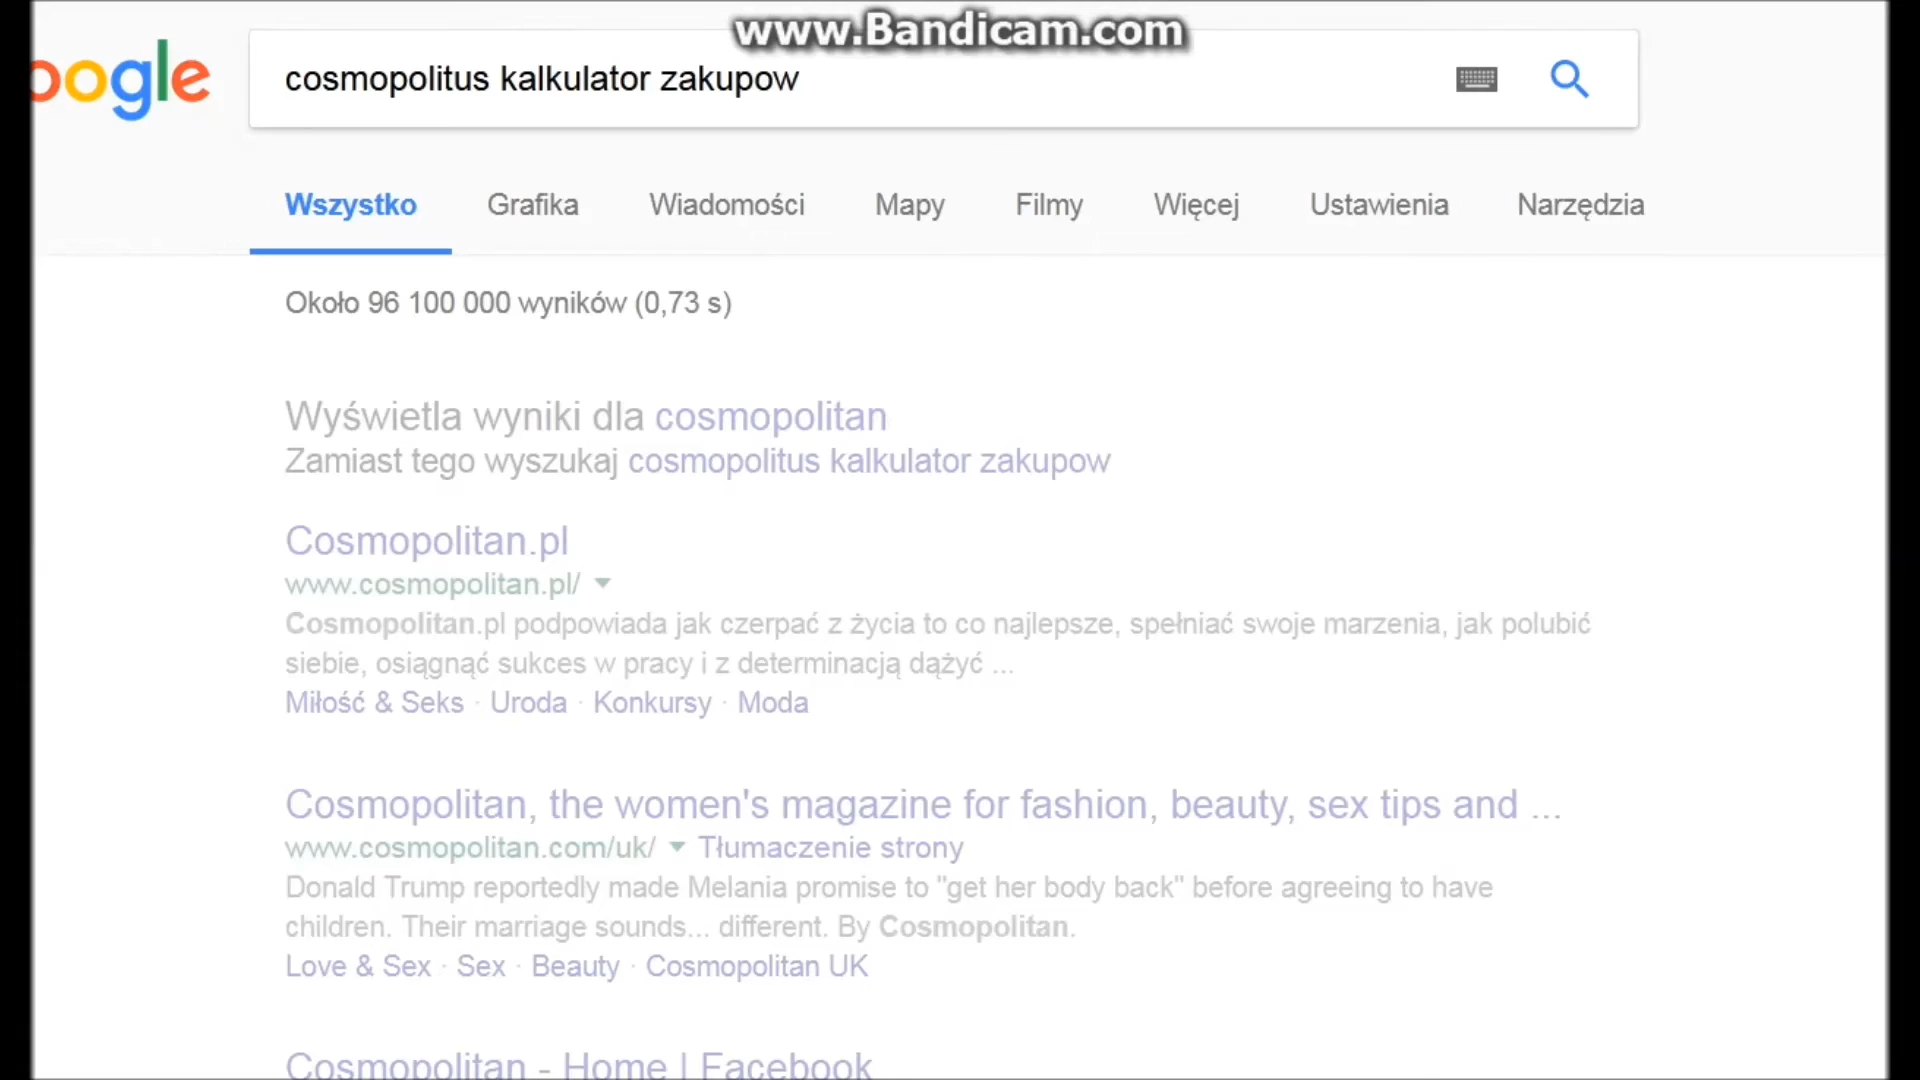 www.Bandicam.com
oogle
cosmopolitus kalkulator zakupow
Wszystko Grafika Wiadomości Mapy Filmy Więcej Ustawienia Narzędzia
Około 96 100 000 wyników (0,73 s)
Wyświetla wyniki dla cosmopolitan
Zamiast tego wyszukaj cosmopolitus kalkulator zakupow
Cosmopolitan.pl
www.cosmopolitan.pl/
Cosmopolitan.pl podpowiada jak czerpać z życia to co najlepsze, spełniać swoje marzenia, jak polubić
siebie, osiągnąć sukces w pracy i z determinacją dążyć ...
Miłość & Seks · Uroda · Konkursy · Moda
Cosmopolitan, the women's magazine for fashion, beauty, sex tips and ...
www.cosmopolitan.com/uk/ Tłumaczenie strony
Donald Trump reportedly made Melania promise to "get her body back" before agreeing to have
children. Their marriage sounds... different. By Cosmopolitan.
Love & Sex · Sex · Beauty · Cosmopolitan UK
Cosmopolitan - Home | Facebook